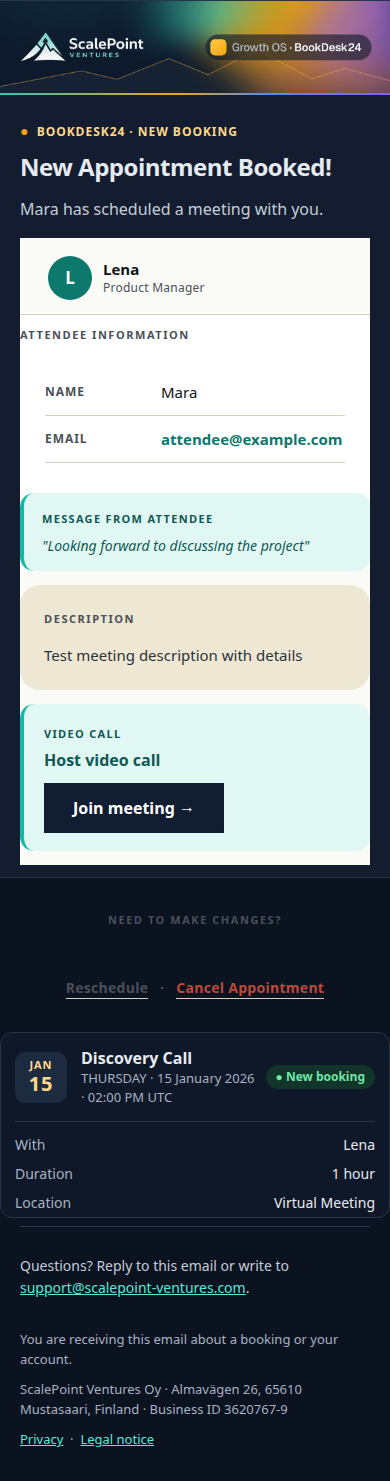 ScalePoint
VENTURES
Growth OS · BookDesk24
● BOOKDESK24 · NEW BOOKING
New Appointment Booked!
Mara has scheduled a meeting with you.
L
Lena
Product Manager
ATTENDEE INFORMATION
NAME Mara
EMAIL attendee@example.com
MESSAGE FROM ATTENDEE
"Looking forward to discussing the project"
DESCRIPTION
Test meeting description with details
VIDEO CALL
Host video call
Join meeting →
NEED TO MAKE CHANGES?
Reschedule · Cancel Appointment
JAN
15
Discovery Call
THURSDAY · 15 January 2026
· 02:00 PM UTC
● New booking
With Lena
Duration 1 hour
Location Virtual Meeting
Questions? Reply to this email or write to
support@scalepoint-ventures.com.
You are receiving this email about a booking or your
account.
ScalePoint Ventures Oy · Almavägen 26, 65610
Mustasaari, Finland · Business ID 3620767-9
Privacy · Legal notice